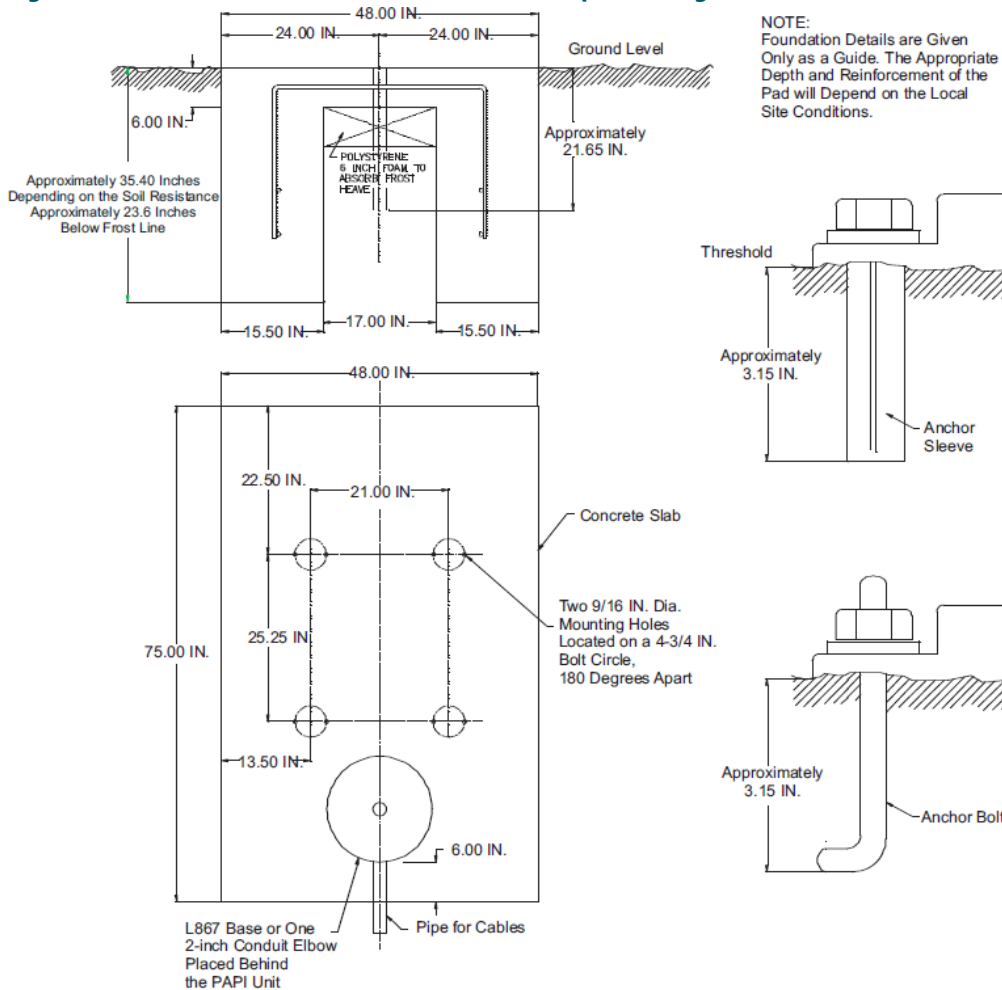 48.00 IN.
24.00 IN.
24.00 IN.
Ground Level
6.00 IN.
POLYSTYRENE
6 INCH FOAM TO
ABSORB FROST
HEAVE
Approximately
21.65 IN.
Approximately 35.40 Inches
Depending on the Soil Resistance
Approximately 23.6 Inches
Below Frost Line
15.50 IN.
17.00 IN.
15.50 IN.
NOTE:
Foundation Details are Given
Only as a Guide. The Appropriate
Depth and Reinforcement of the
Pad will Depend on the Local
Site Conditions.
Threshold
Approximately
3.15 IN.
Anchor
Sleeve
48.00 IN.
22.50 IN.
21.00 IN.
Concrete Slab
75.00 IN.
25.25 IN
Two 9/16 IN. Dia.
Mounting Holes
Located on a 4-3/4 IN.
Bolt Circle,
180 Degrees Apart
13.50 IN.
6.00 IN.
L867 Base or One
2-inch Conduit Elbow
Placed Behind
the PAPI Unit
Pipe for Cables
Approximately
3.15 IN.
Anchor Bolt